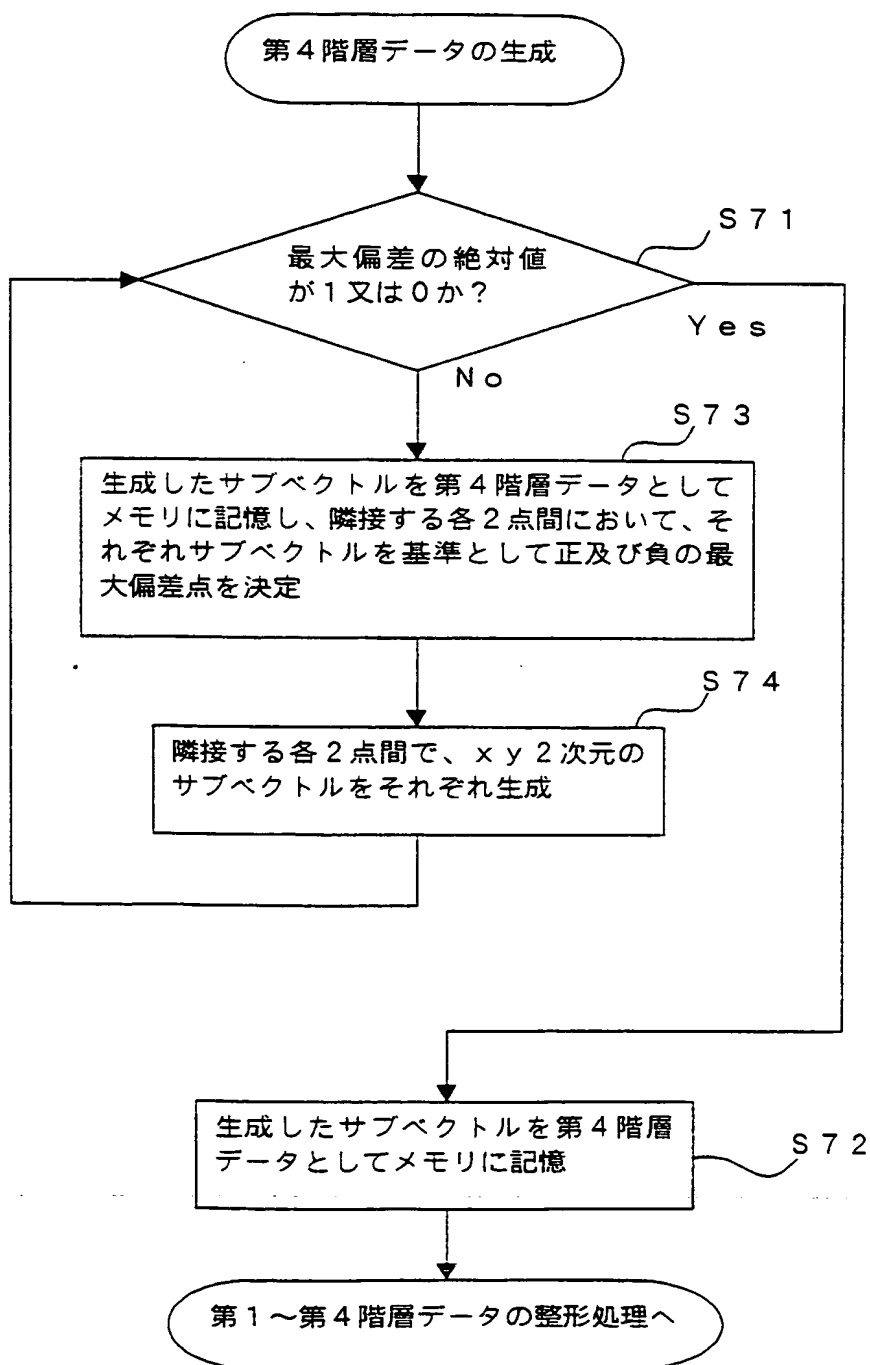 第4階層データの生成
S71
最大偏差の絶対値
が1又は0か?
Yes
No
S73
生成したサブベクトルを第4階層データとして
メモリに記憶し、隣接する各2点間において、そ
れぞれサブベクトルを基準として正及び負の最
大偏差点を決定
S74
隣接する各2点間で、xy2次元の
サブベクトルをそれぞれ生成
生成したサブベクトルを第4階層
データとしてメモリに記憶
S72
第1~第4階層データの整形処理へ